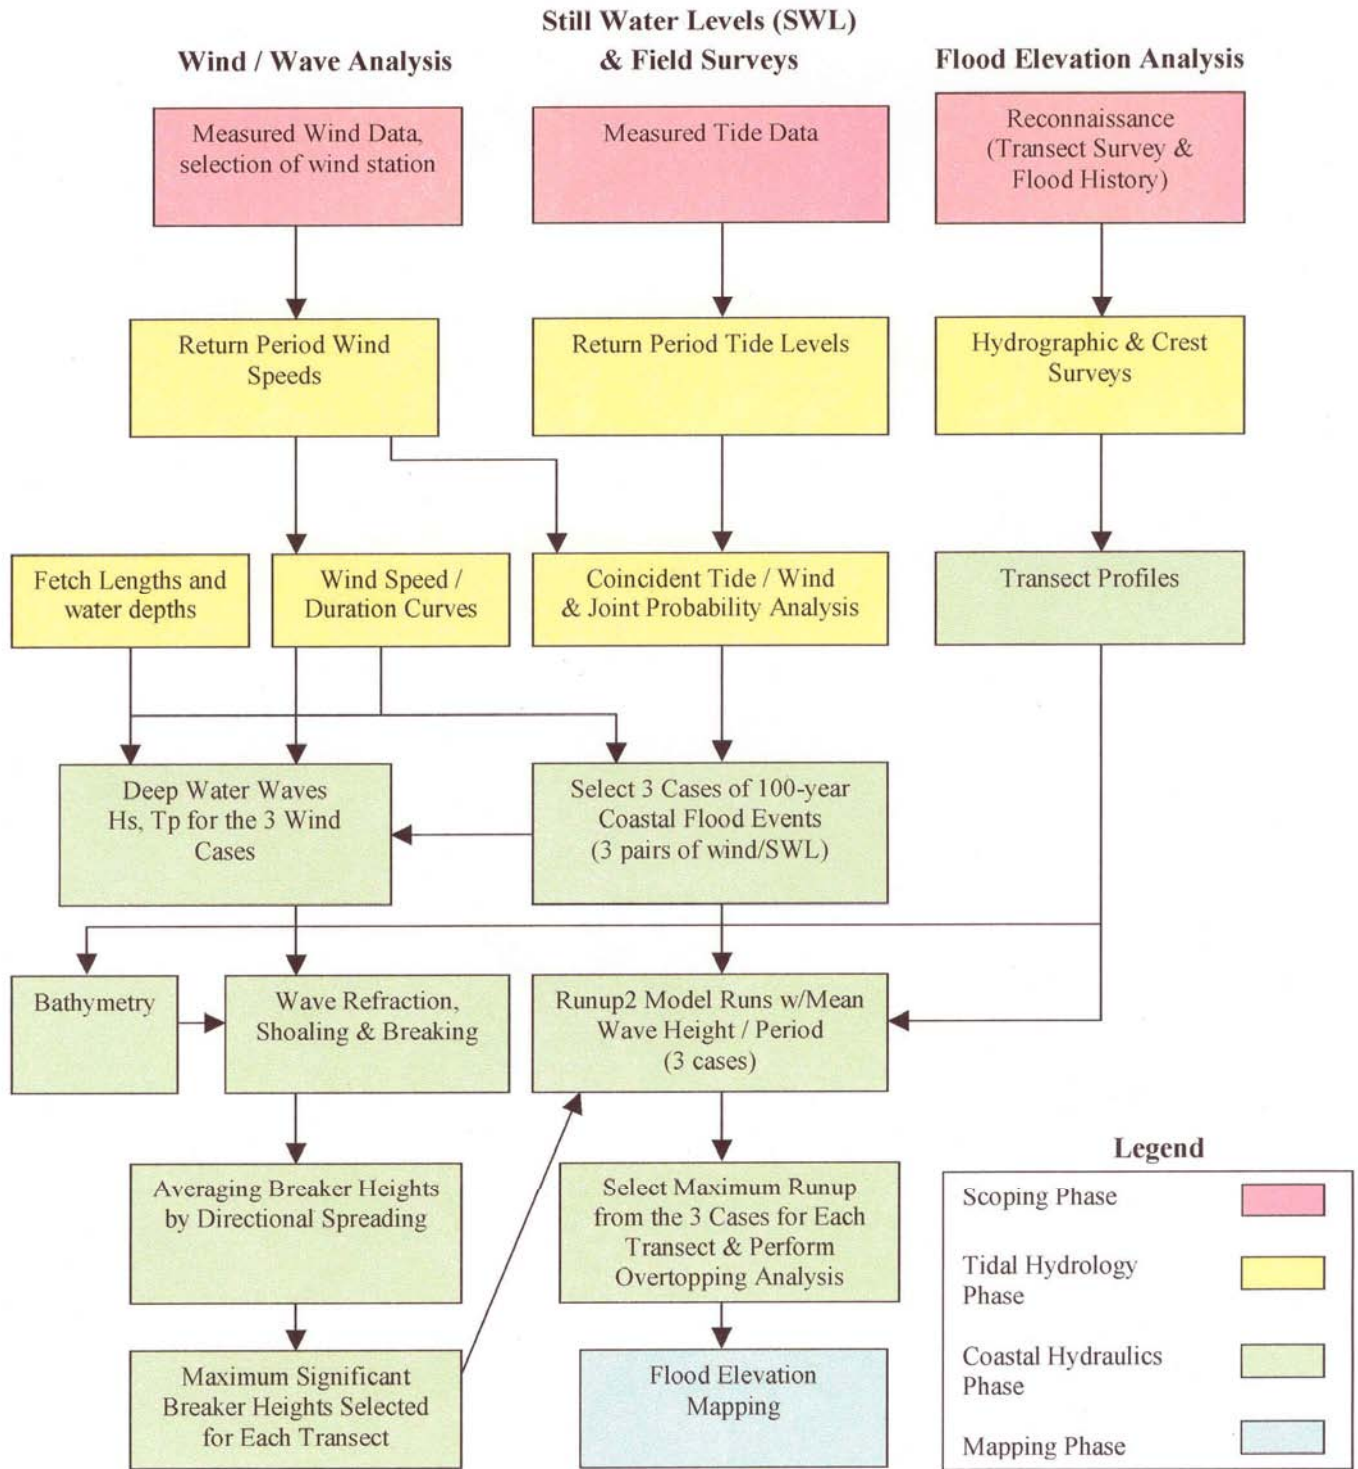 Still Water Levels (SWL)
& Field Surveys
Wind / Wave Analysis
Flood Elevation Analysis
Measured Wind Data,
selection of wind station
Measured Tide Data
Reconnaissance
(Transect Survey &
Flood History)
Return Period Wind
Speeds
Return Period Tide Levels
Hydrographic & Crest
Surveys
Fetch Lengths and
water depths
Wind Speed /
Duration Curves
Coincident Tide / Wind
& Joint Probability Analysis
Transect Profiles
Deep Water Waves
Hs, Tp for the 3 Wind
Cases
Select 3 Cases of 100-year
Coastal Flood Events
(3 pairs of wind/SWL)
Bathymetry
Wave Refraction,
Shoaling & Breaking
Runup2 Model Runs w/Mean
Wave Height / Period
(3 cases)
Averaging Breaker Heights
by Directional Spreading
Select Maximum Runup
from the 3 Cases for Each
Transect & Perform
Overtopping Analysis
Maximum Significant
Breaker Heights Selected
for Each Transect
Flood Elevation
Mapping
Legend
Scoping Phase
Tidal Hydrology
Phase
Coastal Hydraulics
Phase
Mapping Phase